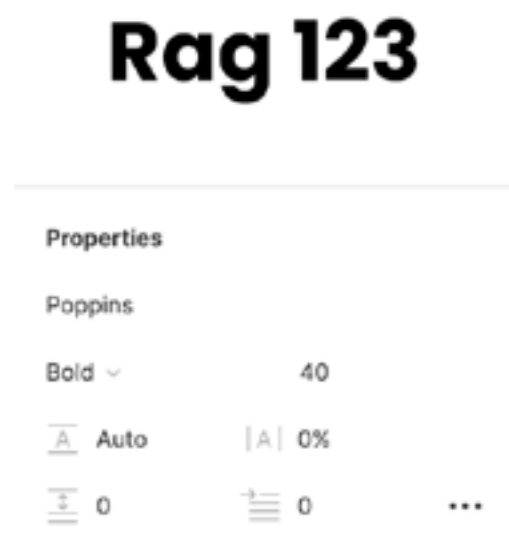 Rag 123
Properties
Poppins
Bold 40
A Auto |A| 0%
0 0